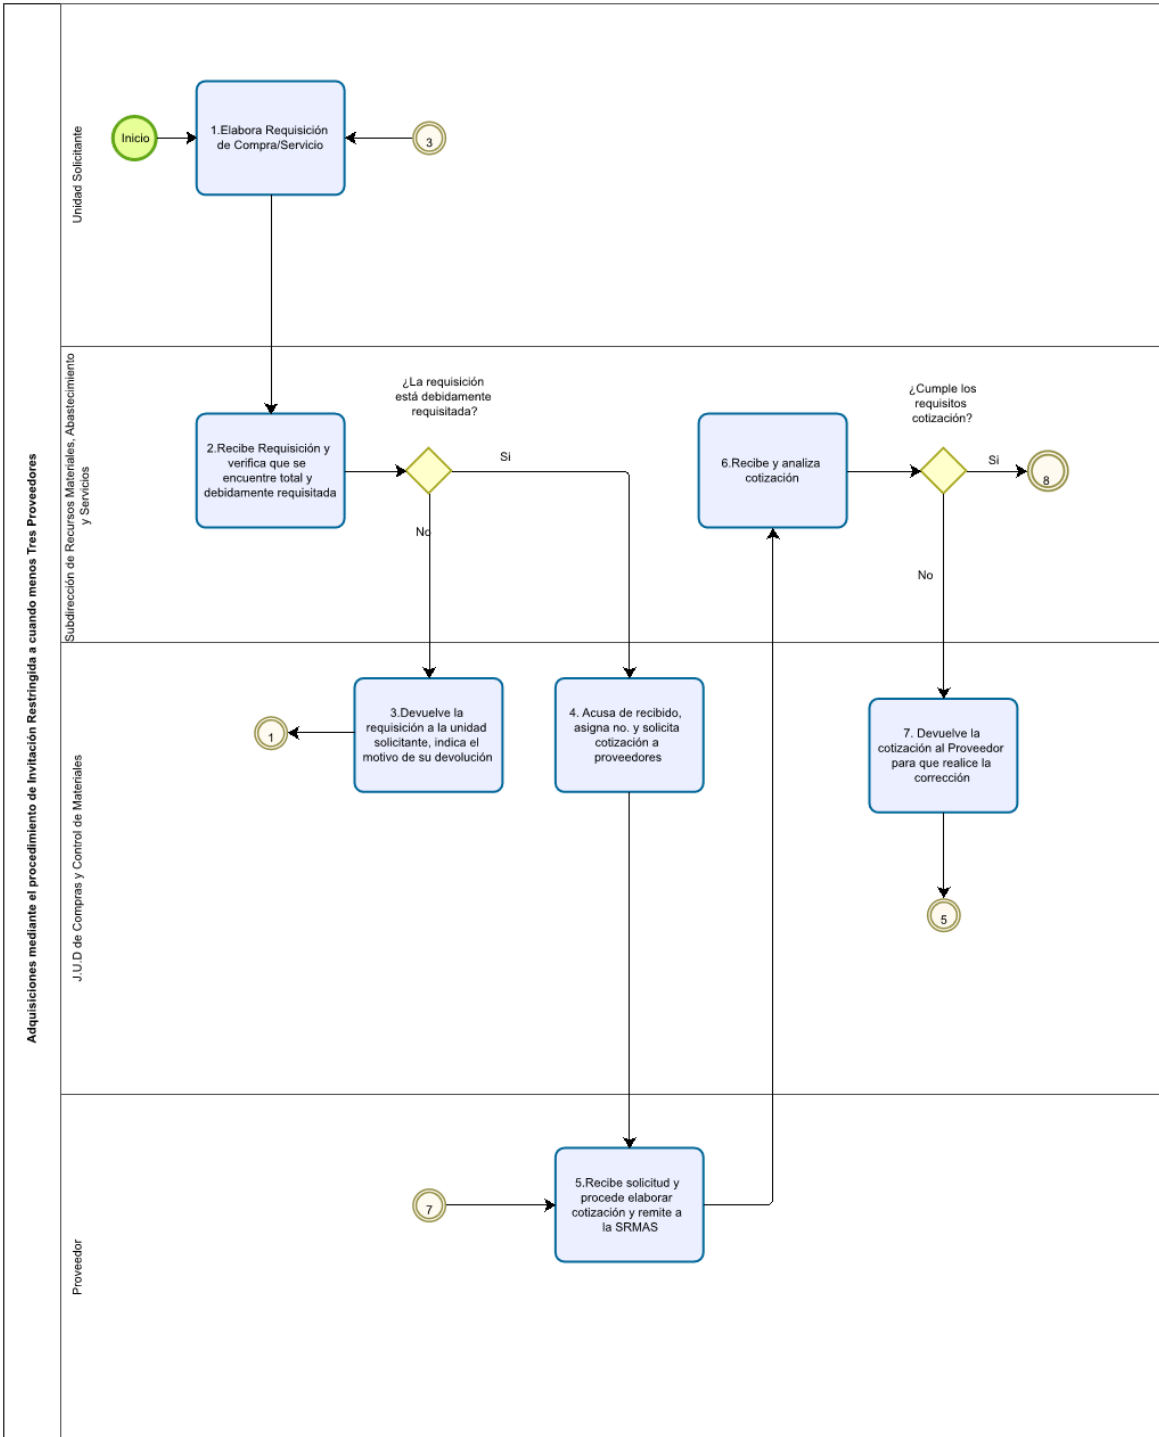 Adquisiciones mediante el procedimiento de Invitación Restringida a cuando menos Tres Proveedores
Unidad Solicitante
Inicio
1.Elabora Requisición
de Compra/Servicio
3
Subdirección de Recursos Materiales, Abastecimiento
y Servicios
2.Recibe Requisición y
verifica que se
encuentre total y
debidamente requisitada
¿La requisición
está debidamente
requisitada?
Si
No
6.Recibe y analiza
cotización
¿Cumple los
requisitos
cotización?
Si
8
No
J.U.D de Compras y Control de Materiales
1
3.Devuelve la
requisición a la unidad
solicitante, indica el
motivo de su devolución
4. Acusa de recibido,
asigna no. y solicita
cotización a
proveedores
7. Devuelve la
cotización al Proveedor
para que realice la
corrección
5
Proveedor
7
5.Recibe solicitud y
procede elaborar
cotización y remite a
la SRMAS